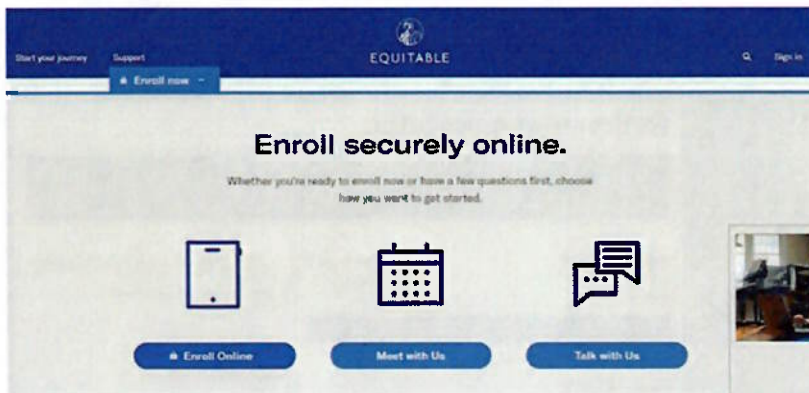 Start your journey
Support
EQUITABLE
Sign in
Enroll now
Enroll securely online.
Whether you're ready to enroll now or have a few questions first, choose
how you want to get started.
Enroll Online
Meet with Us
Talk with Us